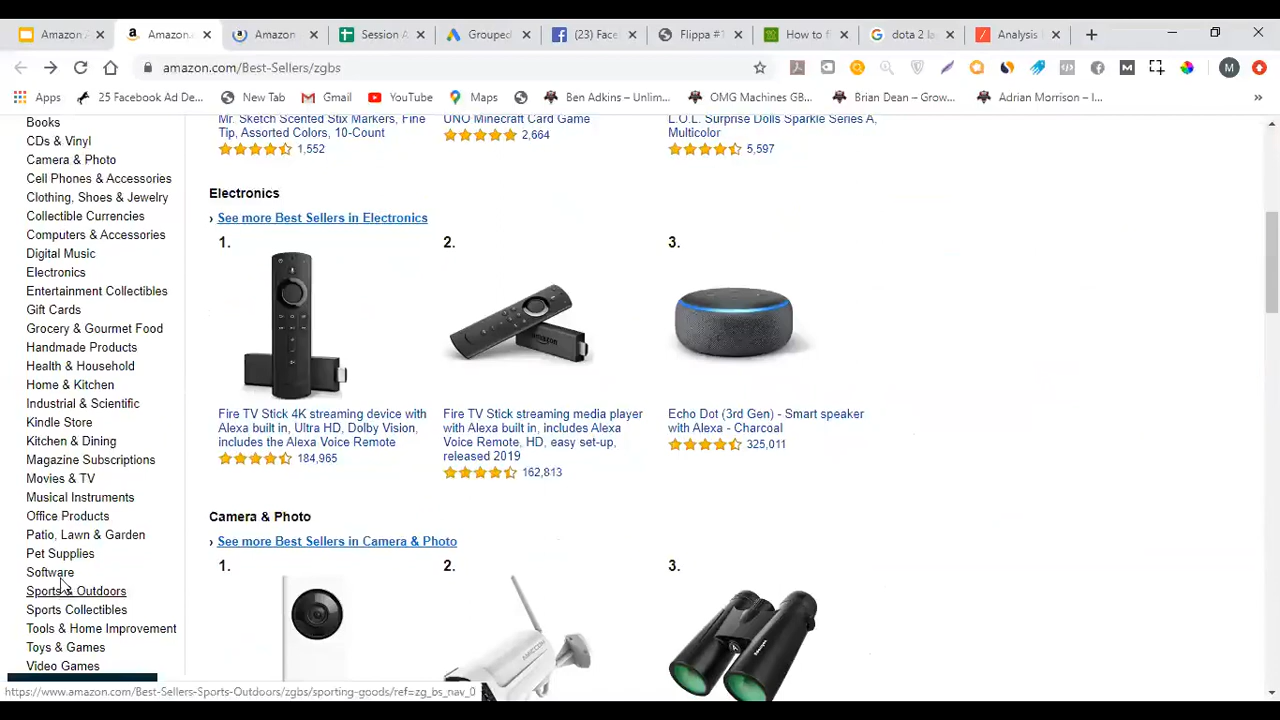 Amazon A
Amazon.
Amazon
Session A
Grouped
(23) Face
Flippa #1
How to f
dota 2 la
Analysis
amazon.com/Best-Sellers/zgbs
M
Apps
25 Facebook Ad De...
New Tab
Gmail
YouTube
Maps
Ben Adkins – Unlim...
OMG Machines GB...
Brian Dean – Grow...
Adrian Morrison – I...
»
Books
CDs & Vinyl
Camera & Photo
Cell Phones & Accessories
Clothing, Shoes & Jewelry
Collectible Currencies
Computers & Accessories
Digital Music
Electronics
Entertainment Collectibles
Gift Cards
Grocery & Gourmet Food
Handmade Products
Health & Household
Home & Kitchen
Industrial & Scientific
Kindle Store
Kitchen & Dining
Magazine Subscriptions
Movies & TV
Musical Instruments
Office Products
Patio, Lawn & Garden
Pet Supplies
Software
Sports & Outdoors
Sports Collectibles
Tools & Home Improvement
Toys & Games
Video Games
Mr. Sketch Scented Stix Markers, Fine
Tip, Assorted Colors, 10-Count
1,552
UNO Minecraft Card Game
2,664
L.O.L. Surprise Dolls Sparkle Series A,
Multicolor
5,597
Electronics
› See more Best Sellers in Electronics
1.
2.
3.
Fire TV Stick 4K streaming device with
Alexa built in, Ultra HD, Dolby Vision,
includes the Alexa Voice Remote
184,965
Fire TV Stick streaming media player
with Alexa built in, includes Alexa
Voice Remote, HD, easy set-up,
released 2019
162,813
Echo Dot (3rd Gen) - Smart speaker
with Alexa - Charcoal
325,011
Camera & Photo
› See more Best Sellers in Camera & Photo
1.
2.
3.
https://www.amazon.com/Best-Sellers-Sports-Outdoors/zgbs/sporting-goods/ref=zg_bs_nav_0